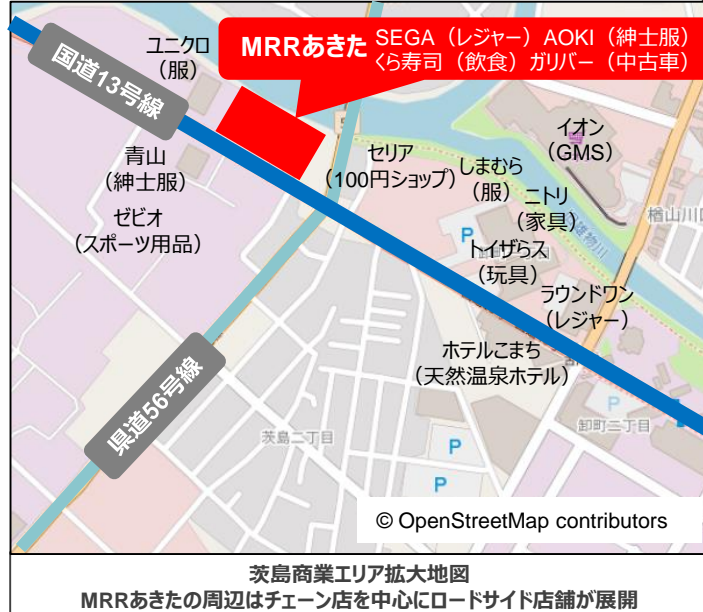 ユニクロ
（服）
MRRあきた
SEGA（レジャー）AOKI（紳士服）
くら寿司（飲食）ガリバー（中古車）
国道13号線
青山
（紳士服）
ゼビオ
（スポーツ用品）
セリア
（100円ショップ）
しまむら
（服）
イオン
（GMS）
ニトリ
（家具）
トイザらス
（玩具）
ラウンドワン
（レジャー）
ホテルこまち
（天然温泉ホテル）
県道56号線
茨島二丁目
卸町二丁目
楢山川口
P
P
P
P
P
© OpenStreetMap contributors
茨島商業エリア拡大地図
MRRあきたの周辺はチェーン店を中心にロードサイド店舗が展開